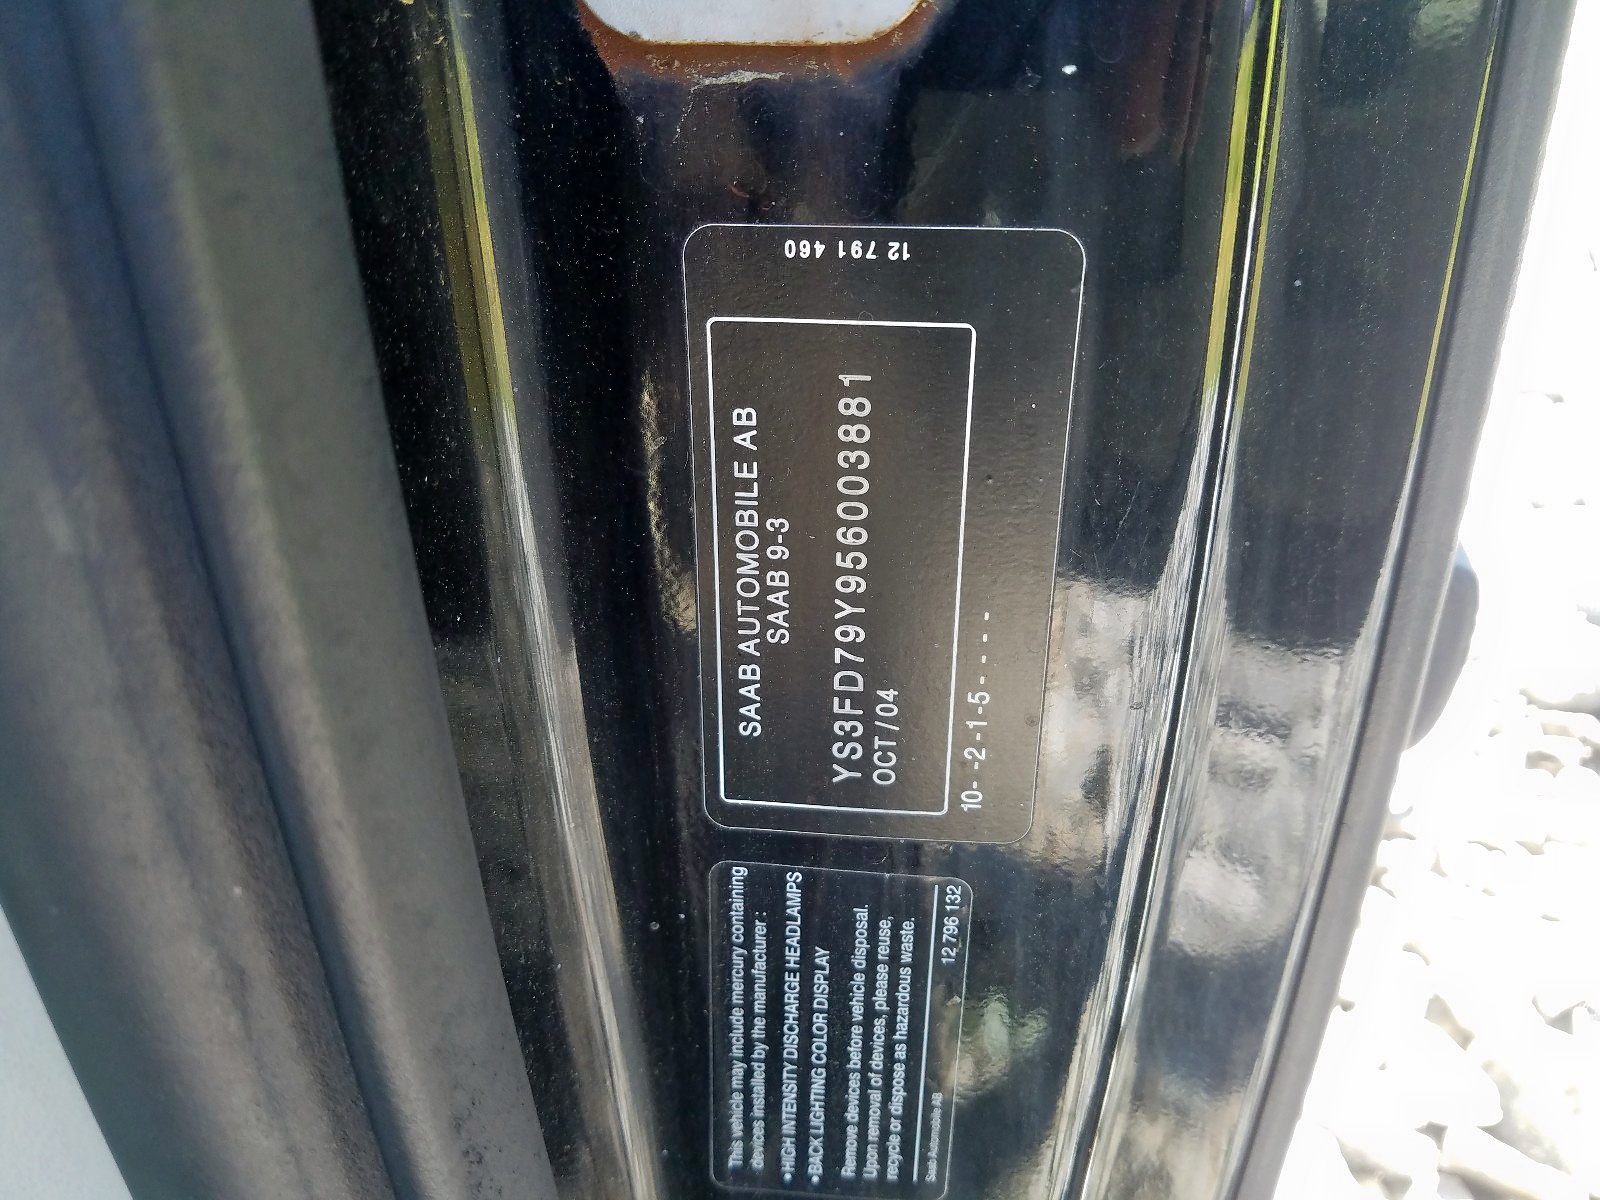 12 791 460
SAAB AUTOMOBILE AB
SAAB 9-3
YS3FD79Y956003881
OCT/04
10- -2-1-5- - - -
This vehicle may include mercury containing
devices installed by the manufacturer:
•HIGH INTENSITY DISCHARGE HEADLAMPS
•BACK LIGHTING COLOR DISPLAY
Remove devices before vehicle disposal.
Upon removal of devices, please reuse,
recycle or dispose as hazardous waste.
Saab Automobile AB 12 796 132